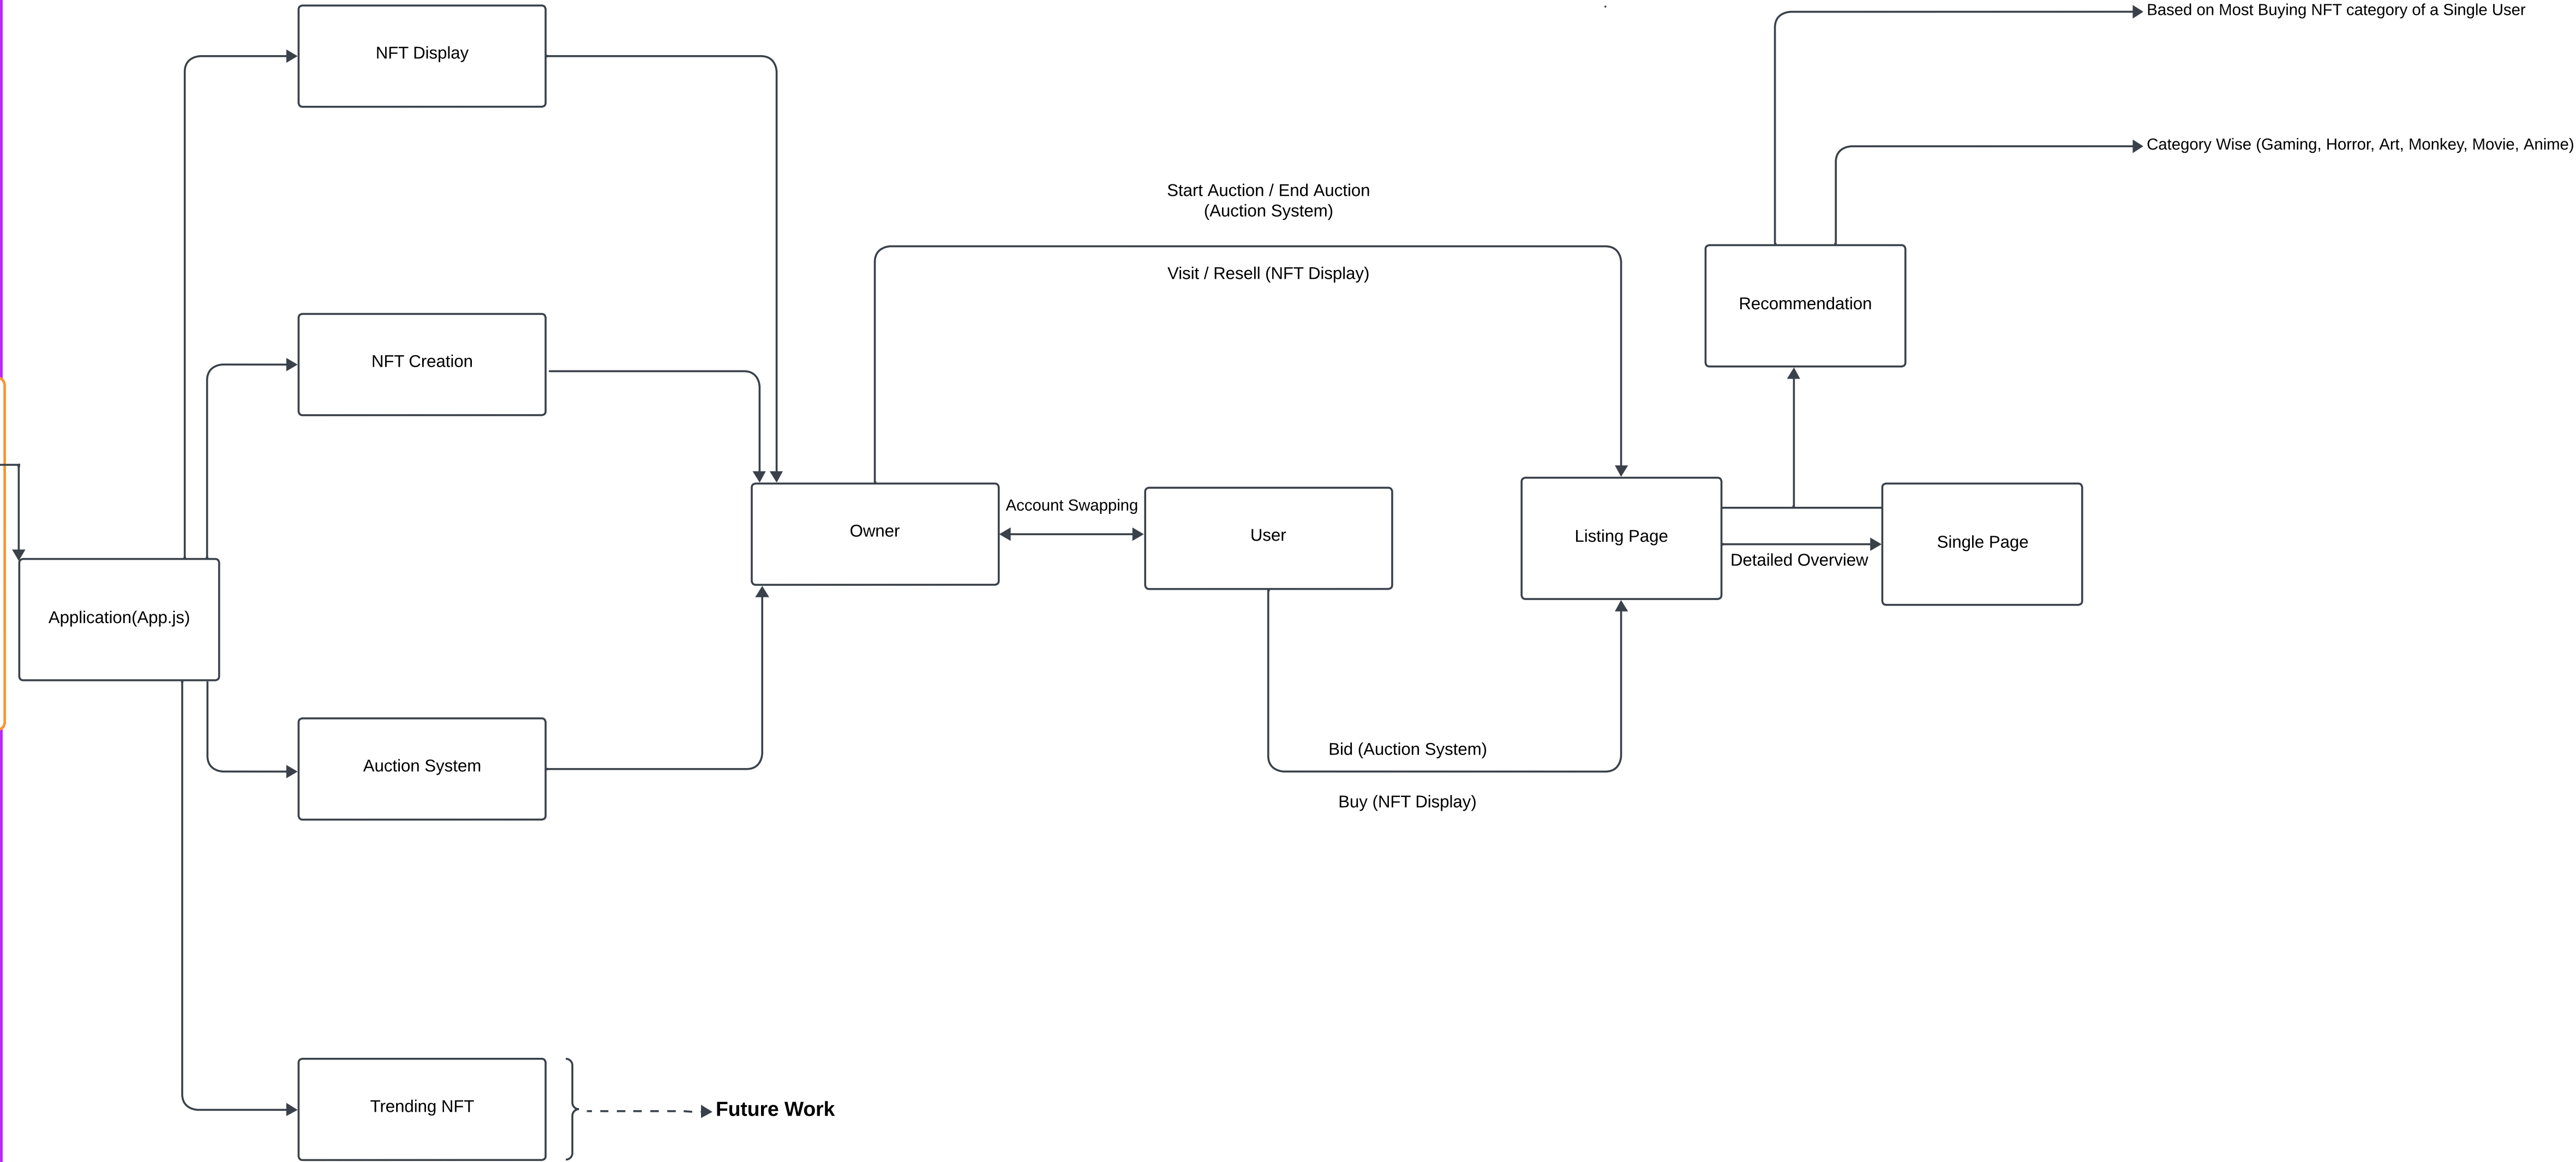 Based on Most Buying NFT category of a Single User
NFT Display
Category Wise (Gaming, Horror, Art, Monkey, Movie, Anime)
Start Auction / End Auction
(Auction System)
Visit / Resell (NFT Display)
Recommendation
NFT Creation
Account Swapping
Owner
User
Listing Page
Single Page
Detailed Overview
Application(App.js)
Bid (Auction System)
Auction System
Buy (NFT Display)
Trending NFT
Future Work